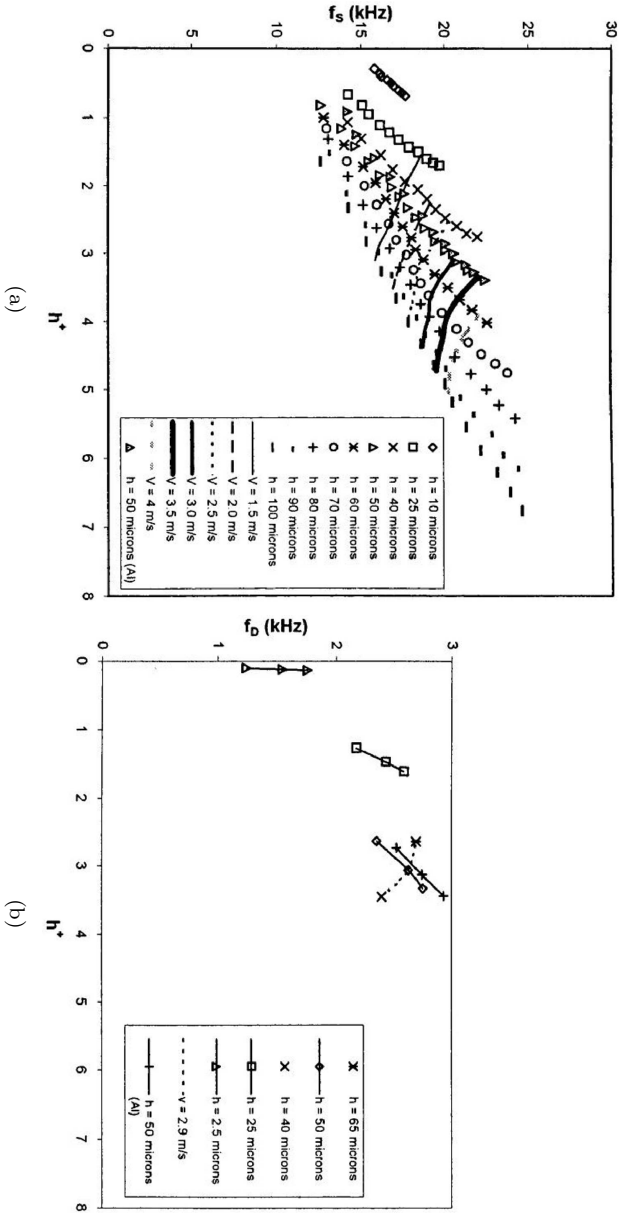 f_S (kHz)
30
25
20
15
10
5
0
0 1 2 3 4 5 6 7 8
h⁺
◇ h = 10 microns
□ h = 25 microns
× h = 40 microns
△ h = 50 microns
✳ h = 60 microns
○ h = 70 microns
+ h = 80 microns
- h = 90 microns
– h = 100 microns
V = 1.5 m/s
V = 2.0 m/s
V = 2.5 m/s
V = 3.0 m/s
V = 3.5 m/s
V = 4 m/s
△ h = 50 microns (Al)
(a)
f_D (kHz)
3
2
1
0
0 1 2 3 4 5 6 7 8
h⁺
h = 65 microns
h = 50 microns
h = 40 microns
h = 25 microns
h = 2.5 microns
v = 2.9 m/s
h = 50 microns
(Al)
(b)